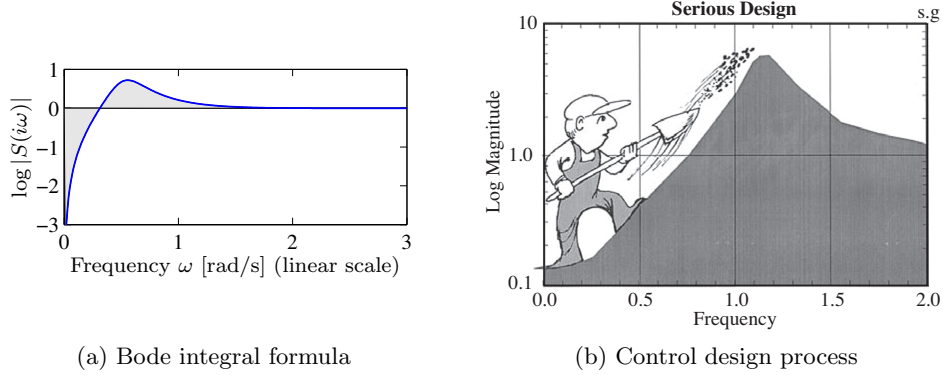 1
0
−1
−2
−3
log |S(iω)|
0
1
2
3
Frequency ω [rad/s] (linear scale)
(a) Bode integral formula
Serious Design
s.g
10
1.0
0.1
Log Magnitude
0.0
0.5
1.0
1.5
2.0
Frequency
(b) Control design process